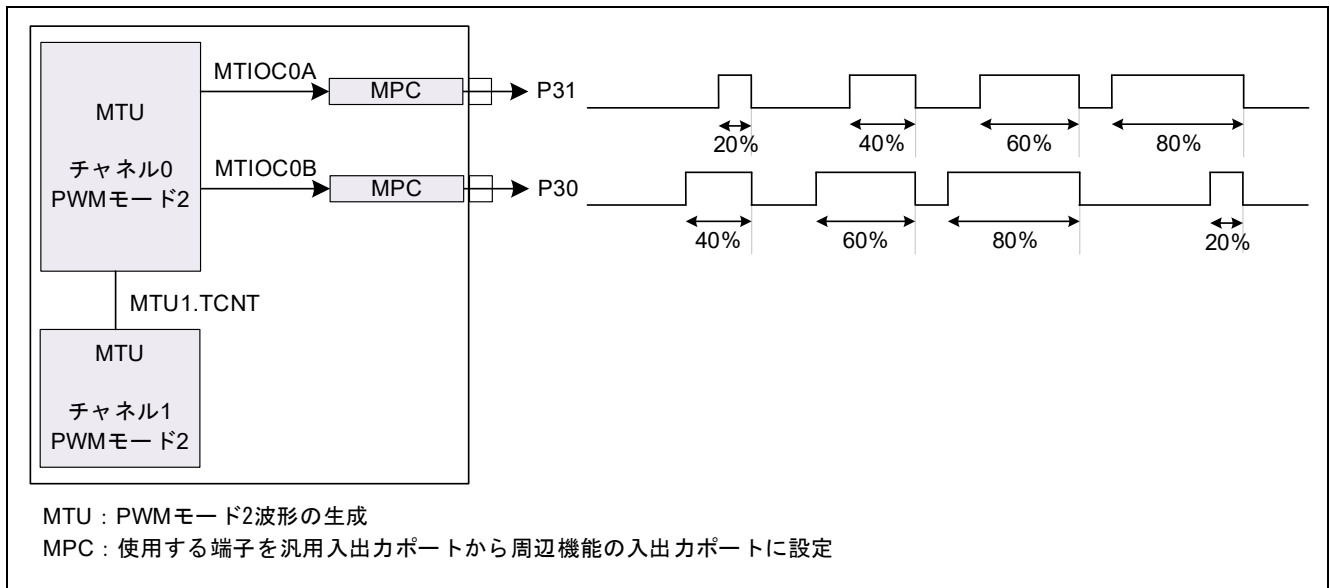 MTU
チャネル0
PWMモード2
MTIOC0A
MPC
P31
20%
40%
60%
80%
MTIOC0B
MPC
P30
40%
60%
80%
20%
MTU1.TCNT
MTU
チャネル1
PWMモード2
MTU：PWMモード2波形の生成
MPC：使用する端子を汎用入出力ポートから周辺機能の入出力ポートに設定